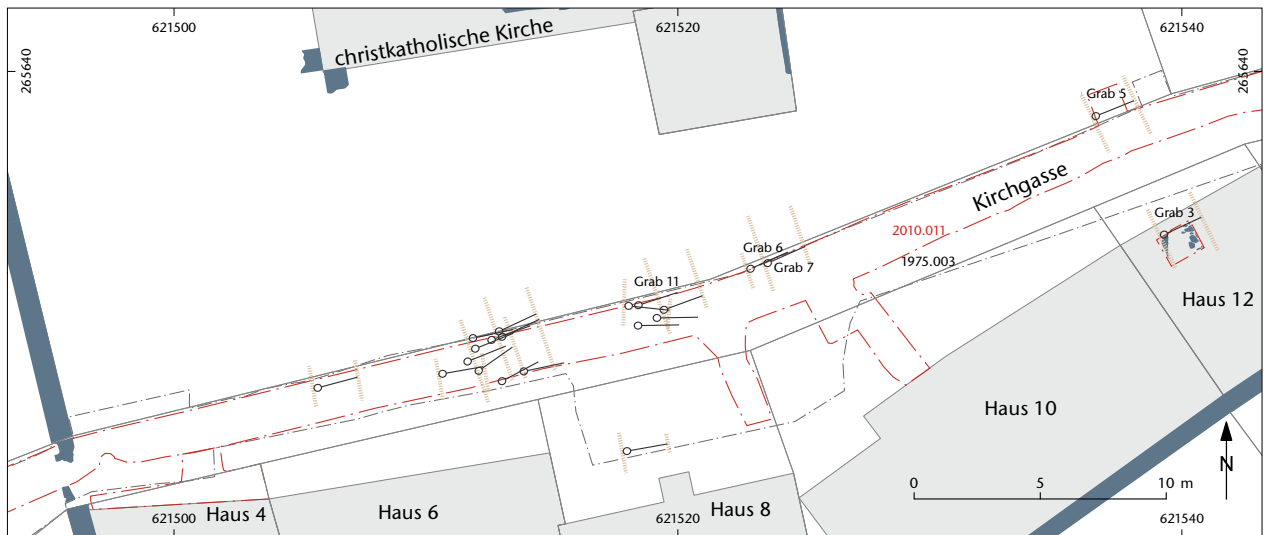 621500
621520
621540
265640
265640
christkatholische Kirche
Grab 5
Kirchgasse
Grab 3
2010.011
Grab 6
1975.003
Grab 7
Grab 11
Haus 12
Haus 10
N
0
5
10 m
Haus 4
Haus 6
Haus 8
621500
621520
621540